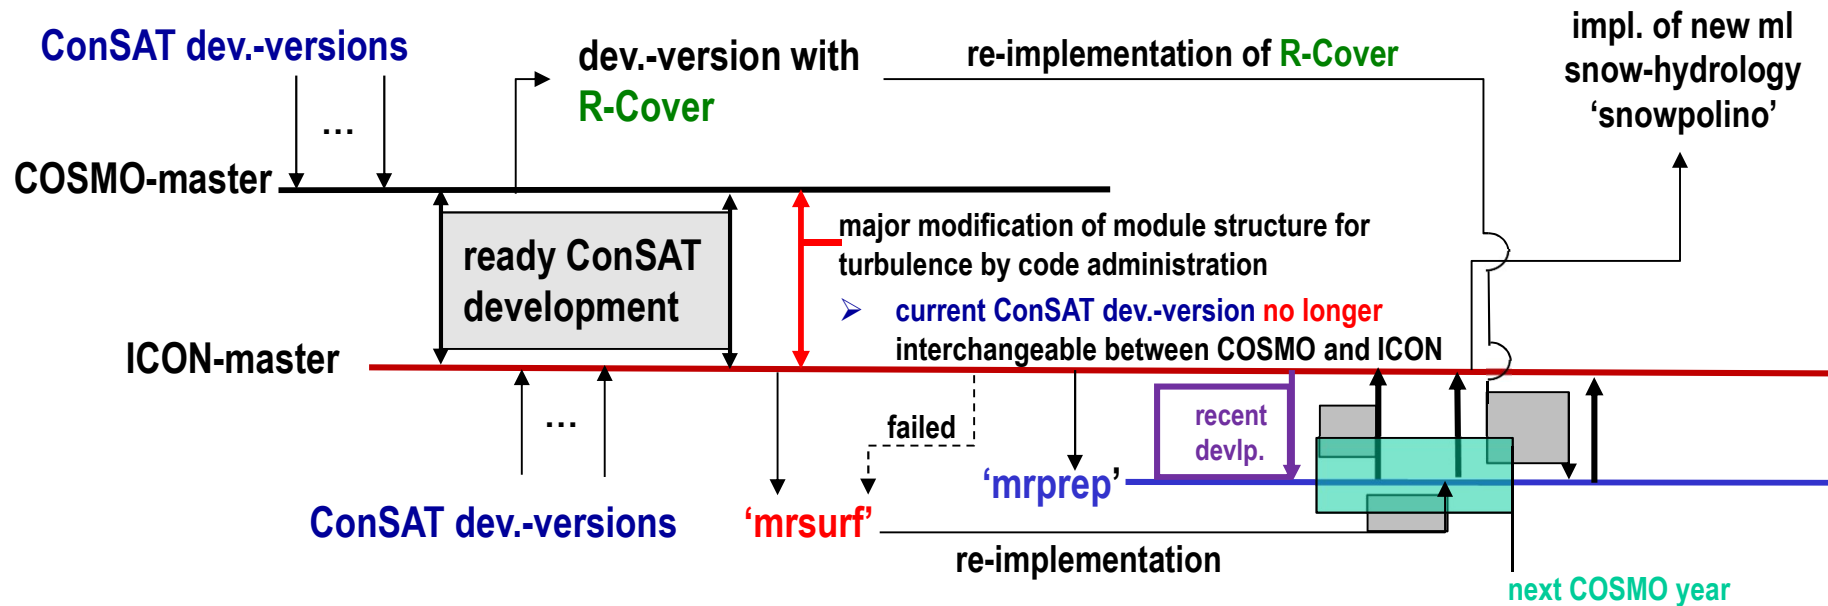 ConSAT dev.-versions
...
dev.-version with
R-Cover
re-implementation of R-Cover
impl. of new ml
snow-hydrology
‘snowpolino’
COSMO-master
ready ConSAT
development
major modification of module structure for
turbulence by code administration
➢ current ConSAT dev.-version no longer
interchangeable between COSMO and ICON
ICON-master
...
failed
recent
devlp.
‘mrprep’
ConSAT dev.-versions
‘mrsurf’
re-implementation
next COSMO year